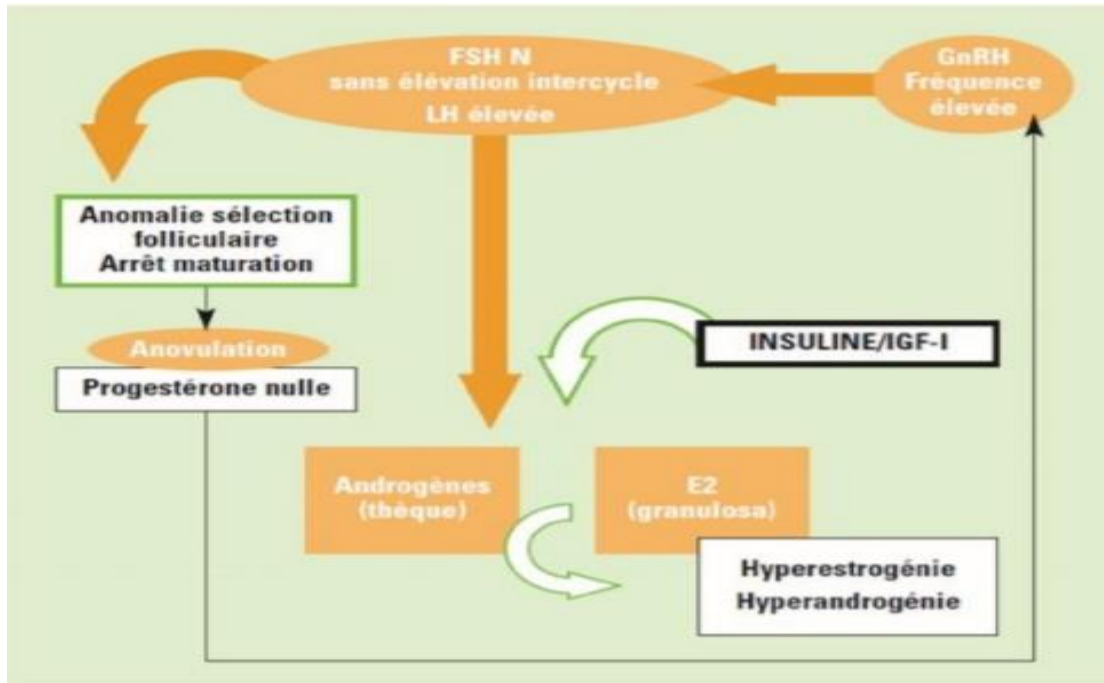 FSH N
sans élévation intercycle
LH élevée
GnRH
Fréquence
élevée
Anomalie sélection
folliculaire
Arrêt maturation
INSULINE/IGF-I
Anovulation
Progestérone nulle
Androgènes
(thèque)
E2
(granulosa)
Hyperestrogénie
Hyperandrogénie